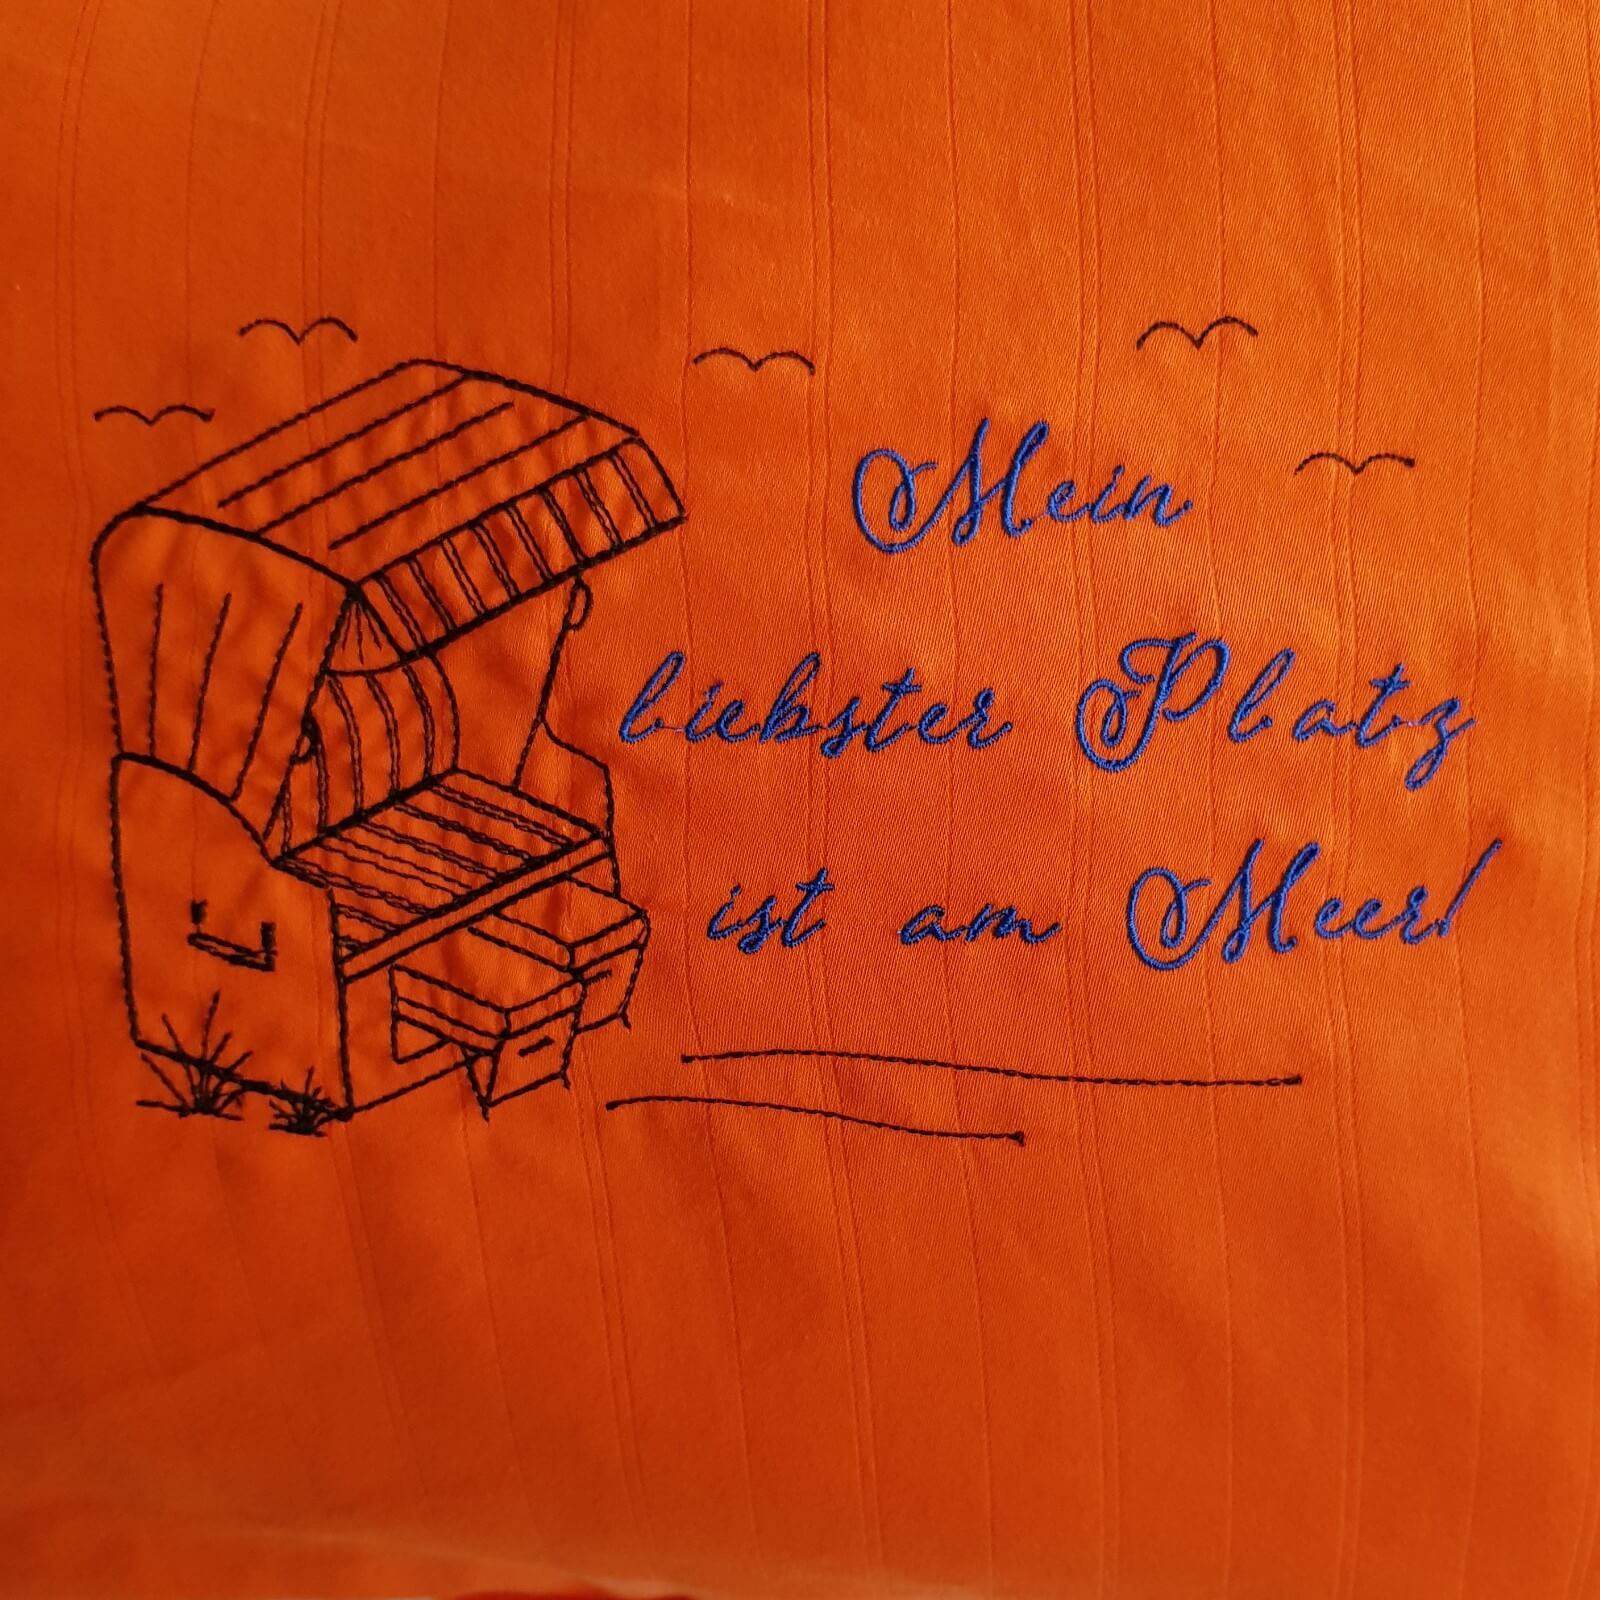 Mein
liebster Platz
ist am Meer!